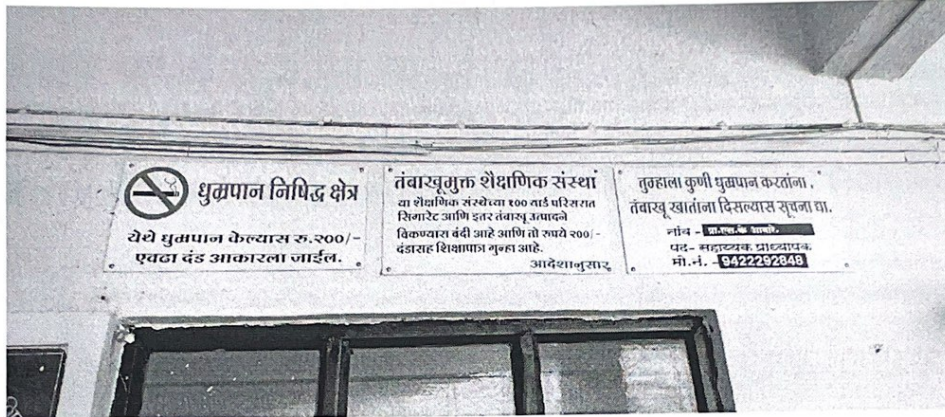 धुम्रपान निषिद्ध क्षेत्र
येथे धुम्रपान केल्यास रु.२००/-
एवढा दंड आकारला जाईल.
तंबाखूमुक्त शैक्षणिक संस्था
या शैक्षणिक संस्थेच्या १०० यार्ड परिसरात
सिगारेट आणि इतर तंबाखू उत्पादने
विकण्यास बंदी आहे आणि तो रुपये २००/-
दंडासह शिक्षापात्र गुन्हा आहे.
आदेशानुसार
तुम्हाला कुणी धुम्रपान करतांना,
तंबाखू खातांना दिसल्यास सूचना द्या.
नांव - प्रा.एस.के
पद- सहाय्यक प्राध्यापक
मो.नं. - 9422292848